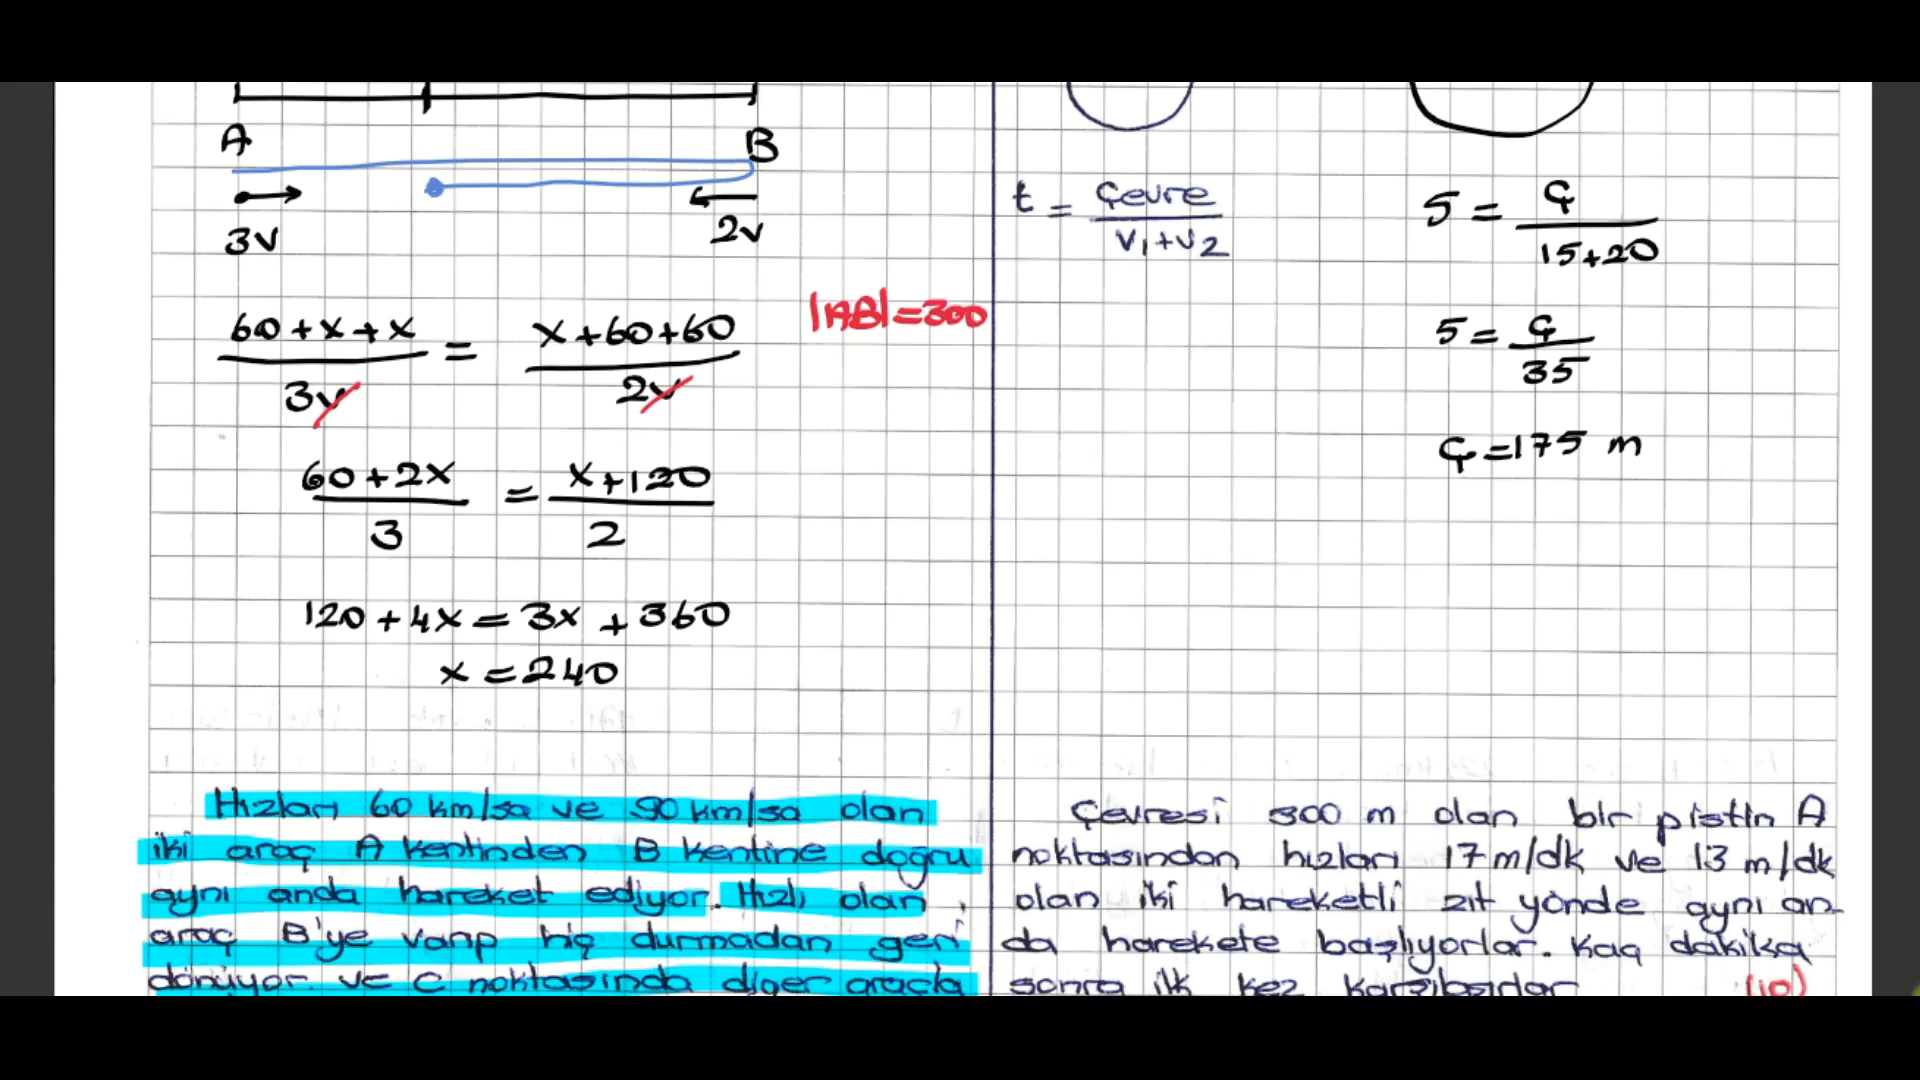 A B
3v 2v
60+x+x / 3v = x+60+60 / 2v |AB|=300
60+2x / 3 = x+120 / 2
120+4x=3x+360
x=240
Hızları 60 km/sa ve 90 km/sa olan
iki araç A kentinden B kentine doğru
aynı anda hareket ediyor. Hızlı olan
araç B'ye varıp hiç durmadan geri
dönüyor ve C noktasında diğer araçla
t = Çevre / v1+v2
5 = Ç / 15+20
5 = Ç / 35
Ç=175 m
Çevresi 300 m olan bir pistin A
noktasından hızları 17 m/dk ve 13 m/dk
olan iki hareketli zıt yönde aynı an-
da harekete başlıyorlar. Kaç dakika
sonra ilk kez karşılaşırlar (10)